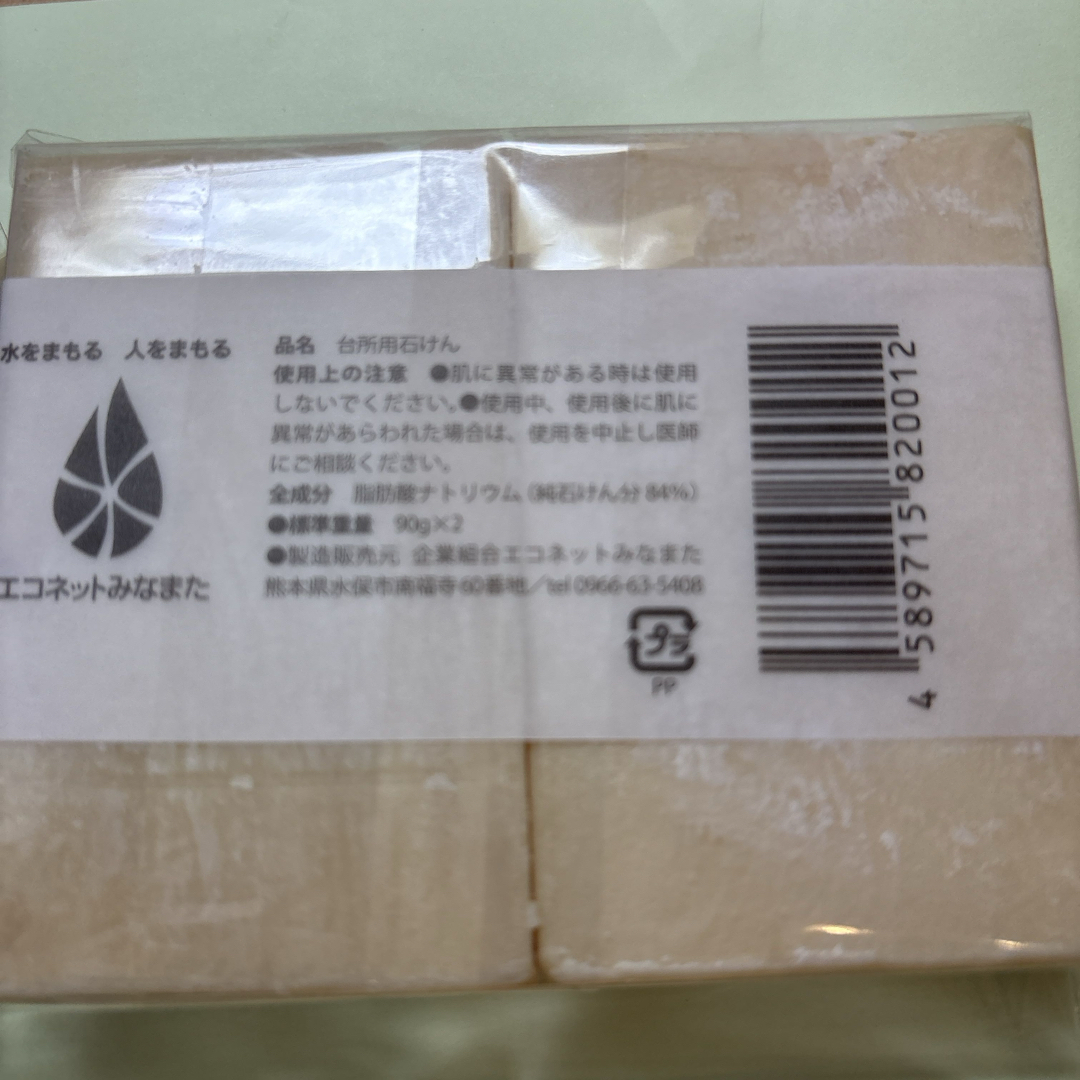 水をまもる 人をまもる
エコネットみなまた
品名 台所用石けん
使用上の注意 ●肌に異常がある時は使用
しないでください。●使用中、使用後に肌に
異常があらわれた場合は、使用を中止し医師
にご相談ください。
全成分 脂肪酸ナトリウム（純石けん分 84%）
●標準重量 90g×2
●製造販売元 企業組合エコネットみなまた
熊本県水俣市南福寺60番地／tel 0966-63-5408
プラ
PP
4 589715 820012